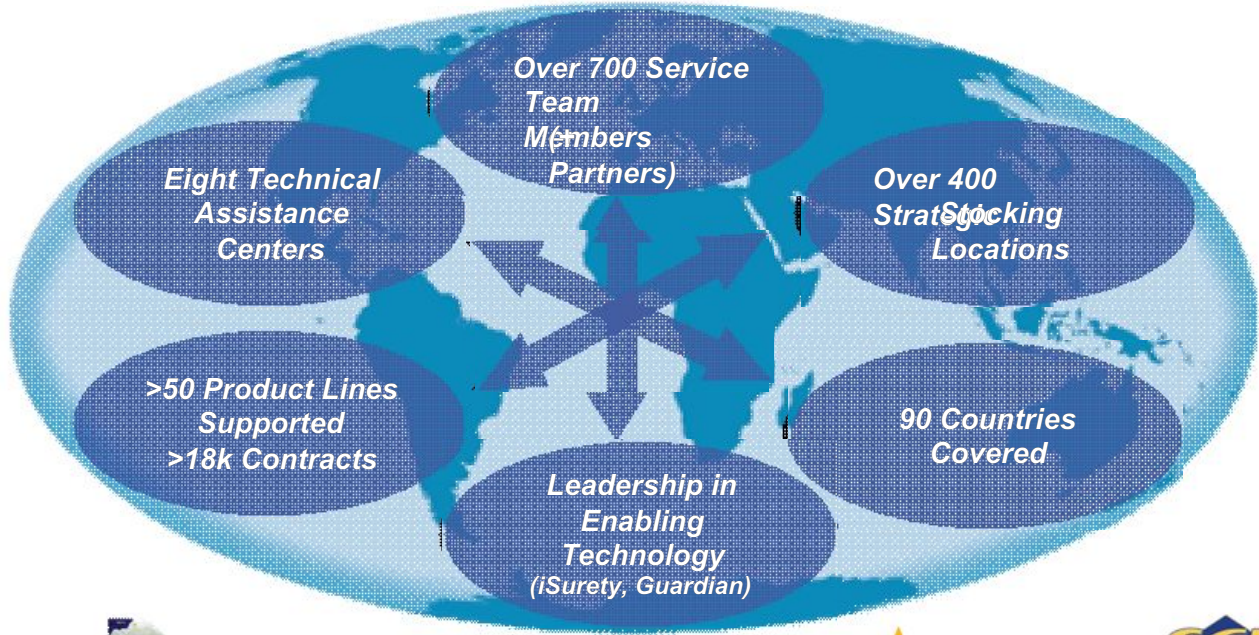 Over 700 Service
Team
Members
(+
Partners)
Eight Technical
Assistance
Centers
Over 400
Strategic
Stocking
Locations
>50 Product Lines
Supported
>18k Contracts
90 Countries
Covered
Leadership in
Enabling
Technology
(iSurety, Guardian)